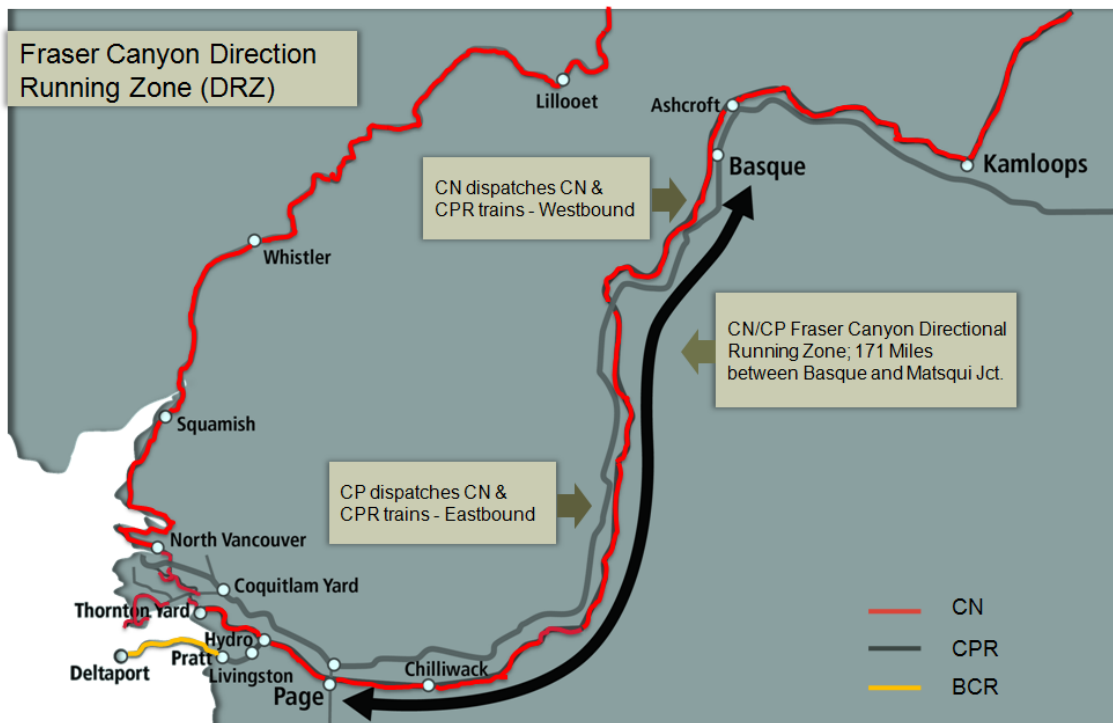 Fraser Canyon Direction
Running Zone (DRZ)
Lillooet
Ashcroft
Basque
Kamloops
CN dispatches CN &
CPR trains - Westbound
Whistler
CN/CP Fraser Canyon Directional
Running Zone; 171 Miles
between Basque and Matsqui Jct.
Squamish
CP dispatches CN &
CPR trains - Eastbound
North Vancouver
Coquitlam Yard
Thornton Yard
Hydro
Pratt
Livingston
Deltaport
Page
Chilliwack
CN
CPR
BCR